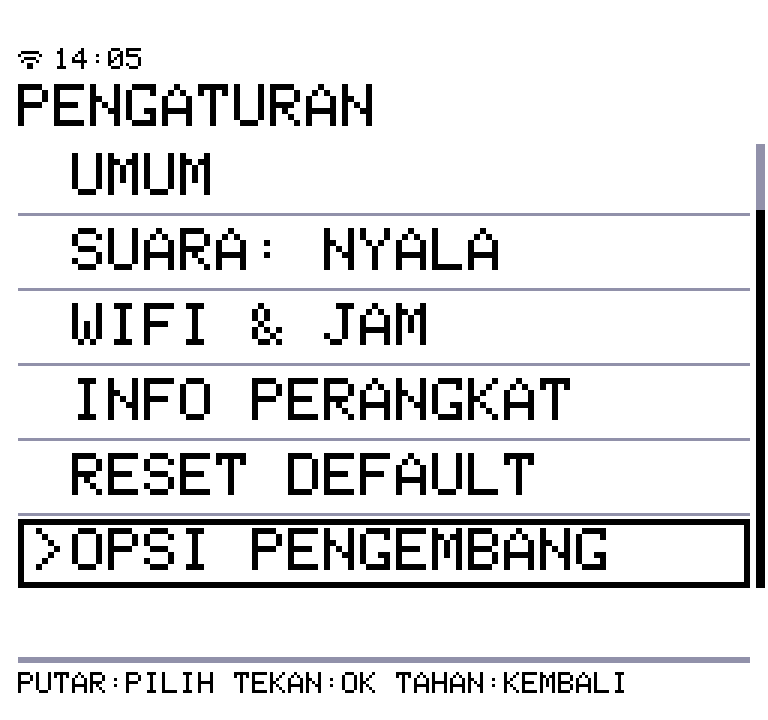 14:05
PENGATURAN
UMUM
SUARA: NYALA
WIFI & JAM
INFO PERANGKAT
RESET DEFAULT
>OPSI PENGEMBANG
PUTAR:PILIH TEKAN:OK TAHAN:KEMBALI